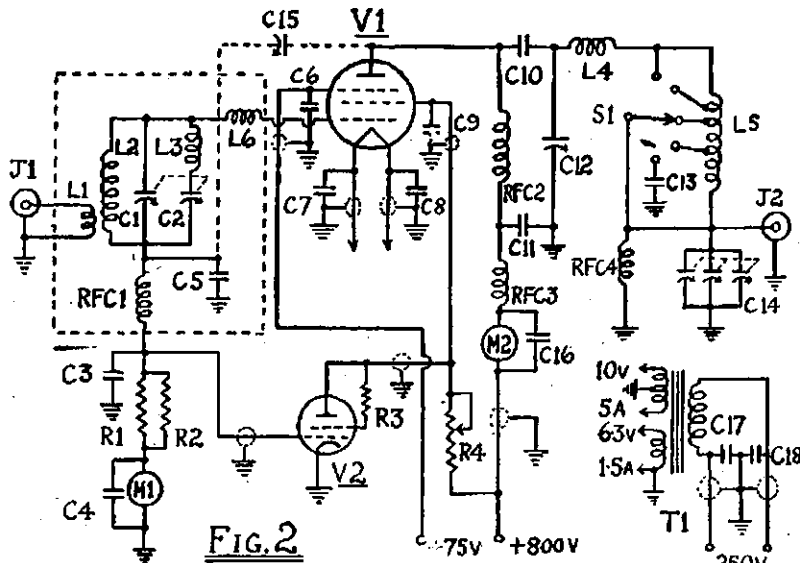 C15
V1
C6
C10
L4
L2
L3
L6
C9
S1
L5
J1
L1
C1
C2
RFC2
C12
C13
J2
C7
C8
C5
C11
RFC4
RFC1
RFC3
C14
M2
C16
C3
10V
5A
C17
R1
R2
R3
R4
6.3V
C18
M1
V2
1.5A
C4
T1
FIG. 2
+75V
+800V
250V